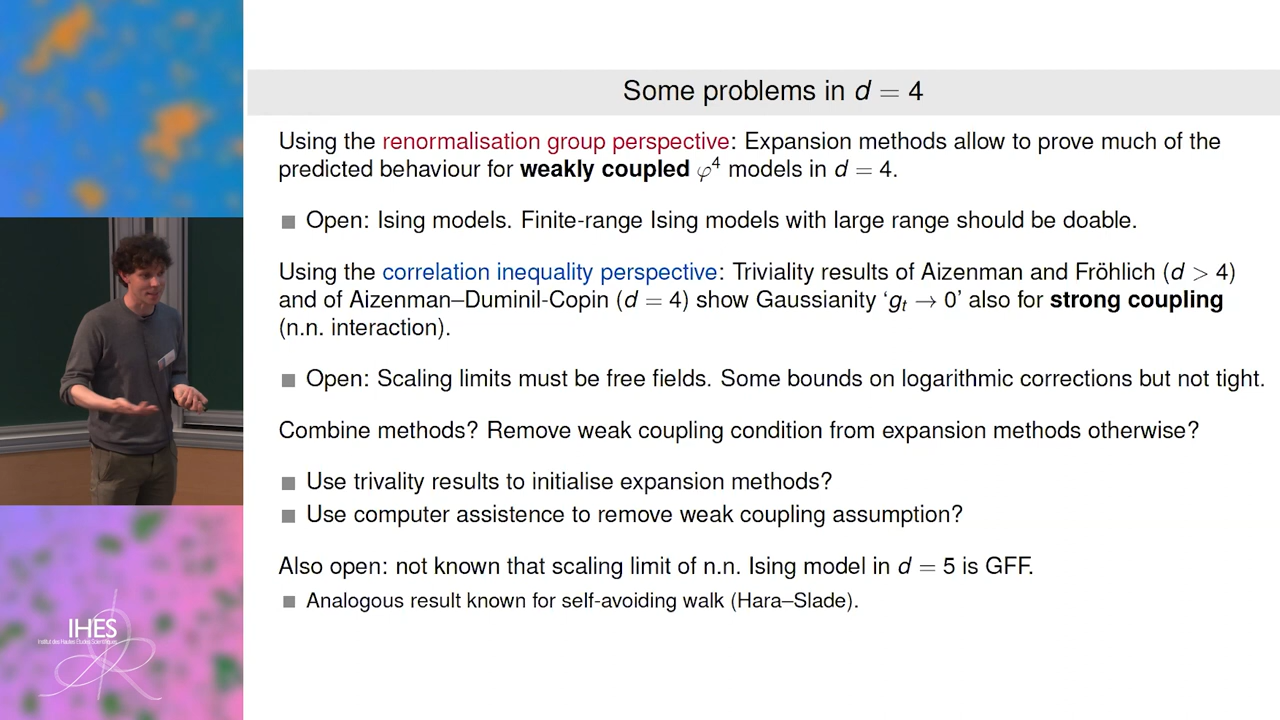 Some problems in d = 4
Using the renormalisation group perspective: Expansion methods allow to prove much of the
predicted behaviour for weakly coupled φ⁴ models in d = 4.
Open: Ising models. Finite-range Ising models with large range should be doable.
Using the correlation inequality perspective: Triviality results of Aizenman and Fröhlich (d > 4)
and of Aizenman–Duminil-Copin (d = 4) show Gaussianity ‘gₜ → 0’ also for strong coupling
(n.n. interaction).
Open: Scaling limits must be free fields. Some bounds on logarithmic corrections but not tight.
Combine methods? Remove weak coupling condition from expansion methods otherwise?
Use trivality results to initialise expansion methods?
Use computer assistence to remove weak coupling assumption?
Also open: not known that scaling limit of n.n. Ising model in d = 5 is GFF.
Analogous result known for self-avoiding walk (Hara–Slade).
IHES
Institut des Hautes Études Scientifiques